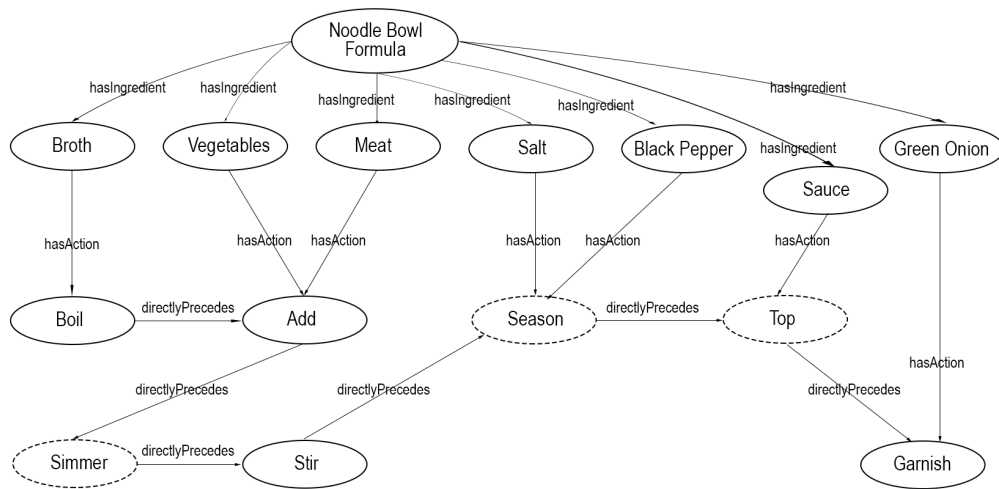 Noodle Bowl
Formula
hasIngredient
hasIngredient
hasIngredient
hasIngredient
hasIngredient
hasIngredient
hasIngredient
Broth
Vegetables
Meat
Salt
Black Pepper
Green Onion
Sauce
hasAction
hasAction
hasAction
hasAction
hasAction
hasAction
Boil
directlyPrecedes
Add
Season
directlyPrecedes
Top
hasAction
directlyPrecedes
directlyPrecedes
directlyPrecedes
Simmer
directlyPrecedes
Stir
Garnish